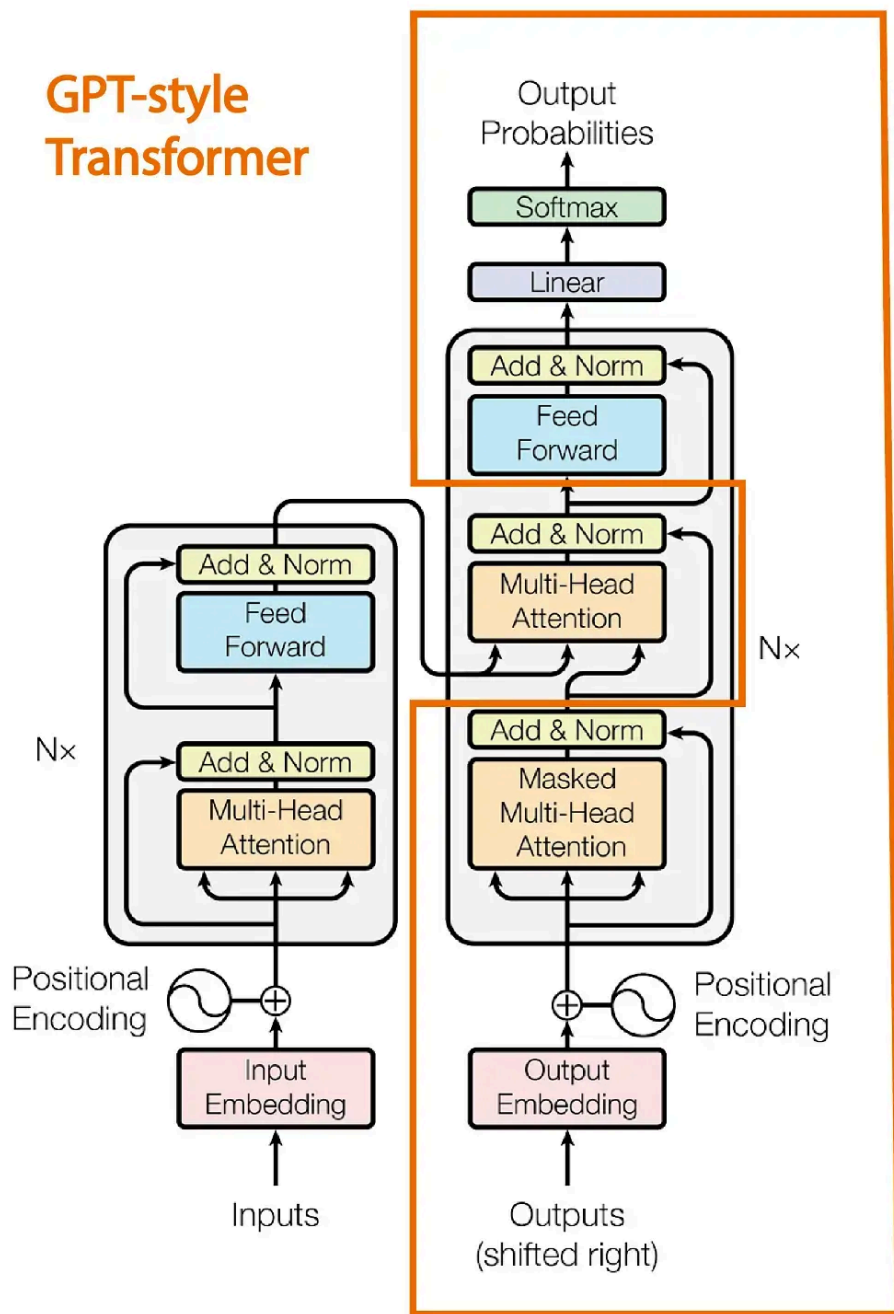 GPT-style
Transformer
Output
Probabilities
Softmax
Linear
Add & Norm
Feed
Forward
Add & Norm
Multi-Head
Attention
Add & Norm
Feed
Forward
Nx
Add & Norm
Masked
Multi-Head
Attention
Nx
Add & Norm
Multi-Head
Attention
Positional
Encoding
Positional
Encoding
Input
Embedding
Output
Embedding
Inputs
Outputs
(shifted right)